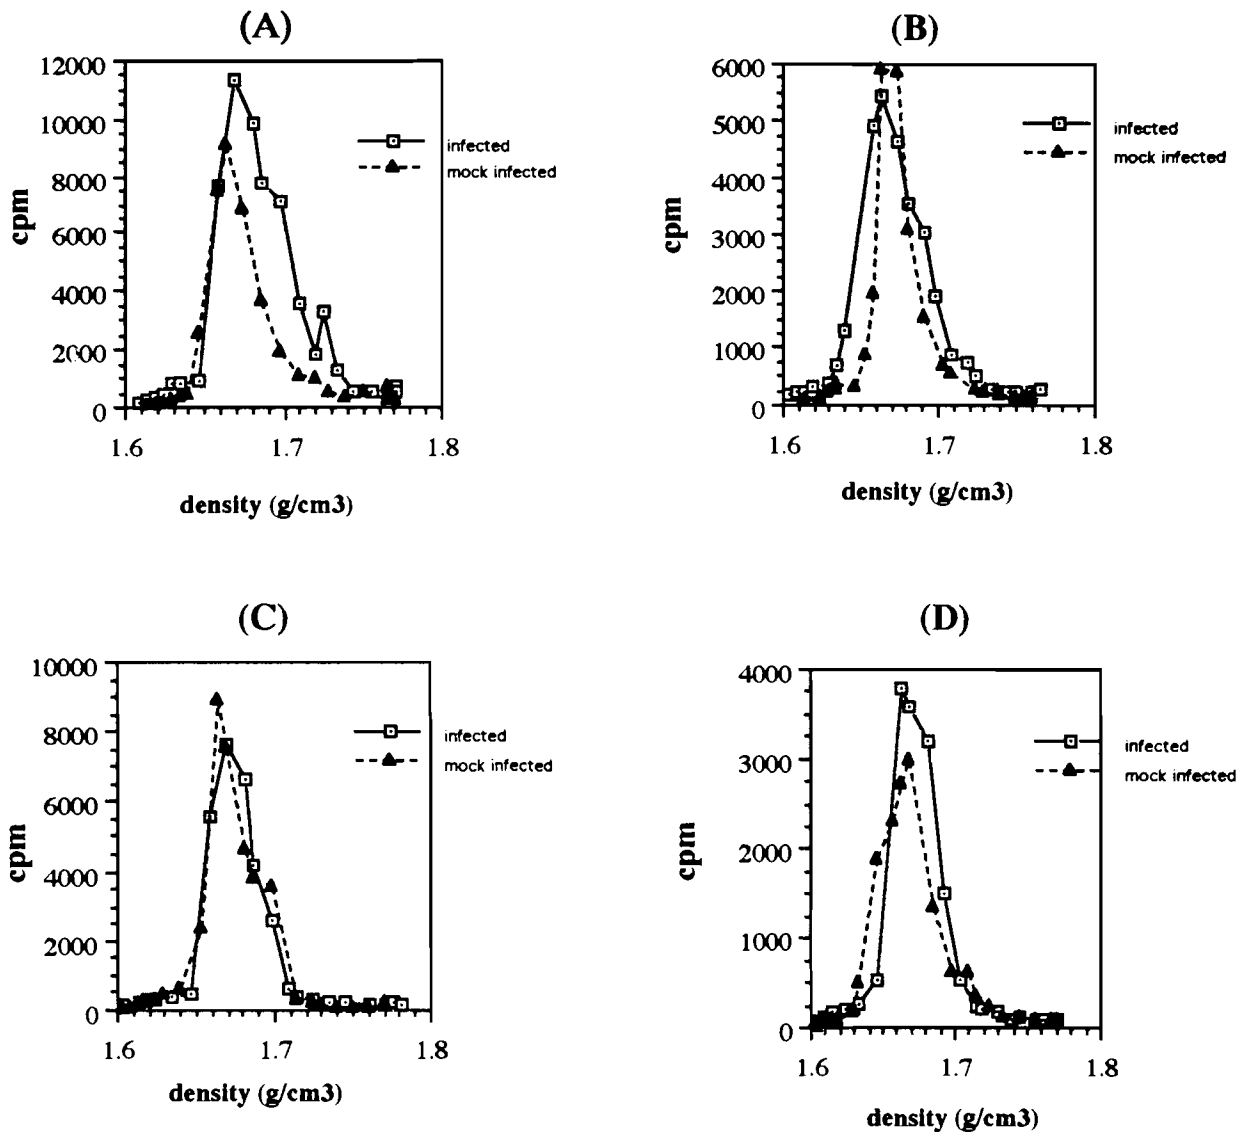 (A)
12000
10000
8000
6000
4000
2000
0
cpm
1.6 1.7 1.8
density (g/cm3)
infected
mock infected
(B)
6000
5000
4000
3000
2000
1000
0
cpm
1.6 1.7 1.8
density (g/cm3)
infected
mock infected
(C)
10000
8000
6000
4000
2000
0
cpm
1.6 1.7 1.8
density (g/cm3)
infected
mock infected
(D)
4000
3000
2000
1000
0
cpm
1.6 1.7 1.8
density (g/cm3)
infected
mock infected